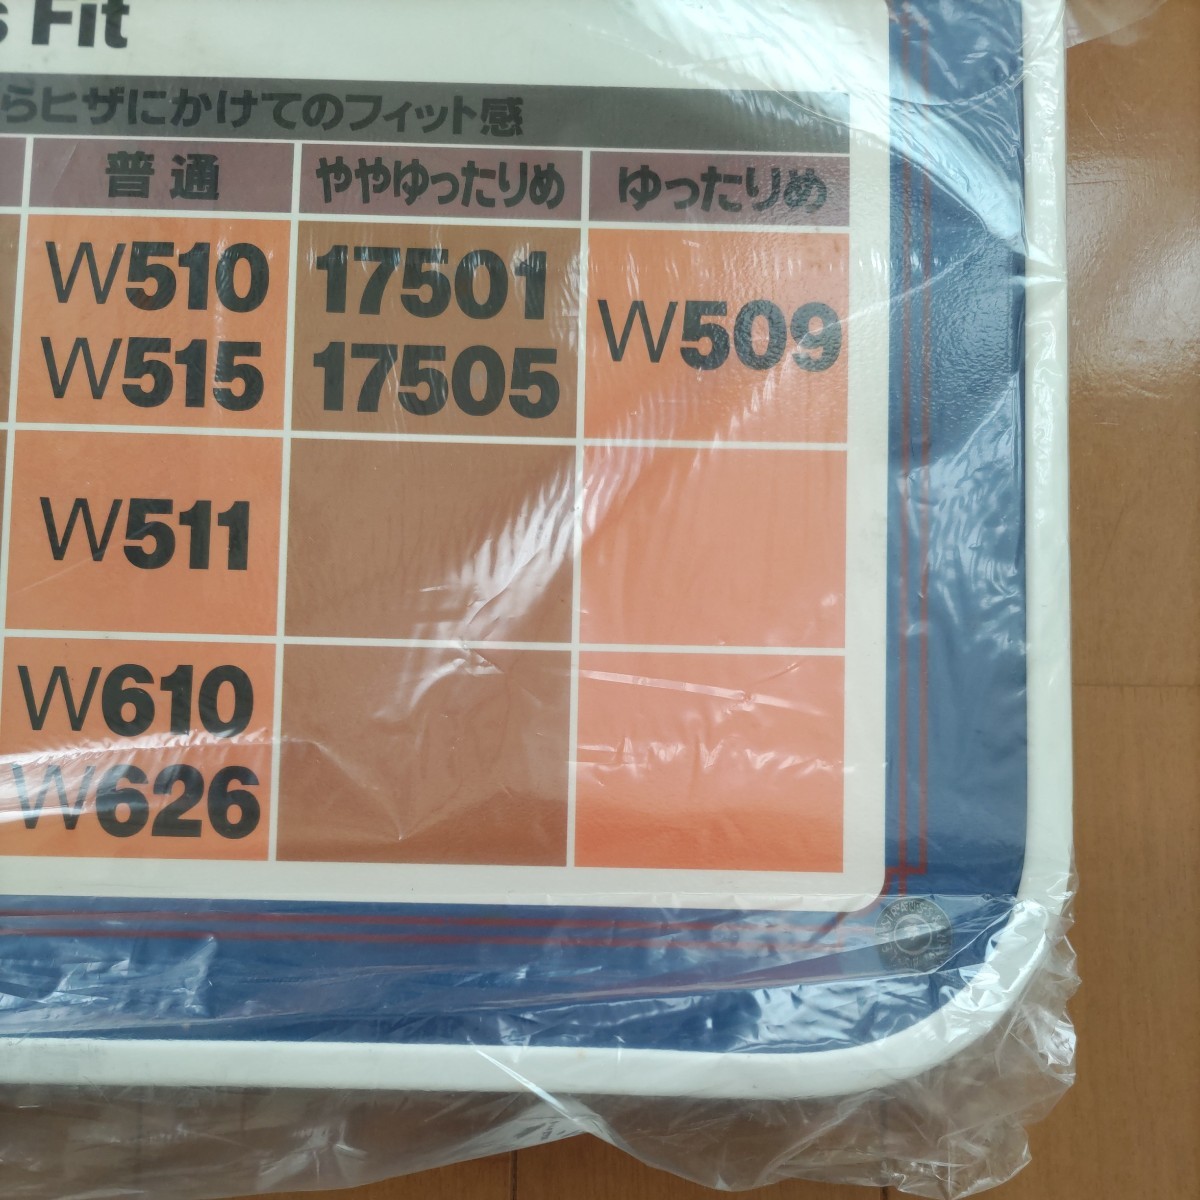 s Fit
らヒザにかけてのフィット感
普通 ややゆったりめ ゆったりめ
W510 17501 W509
W515 17505
W511
W610
W626